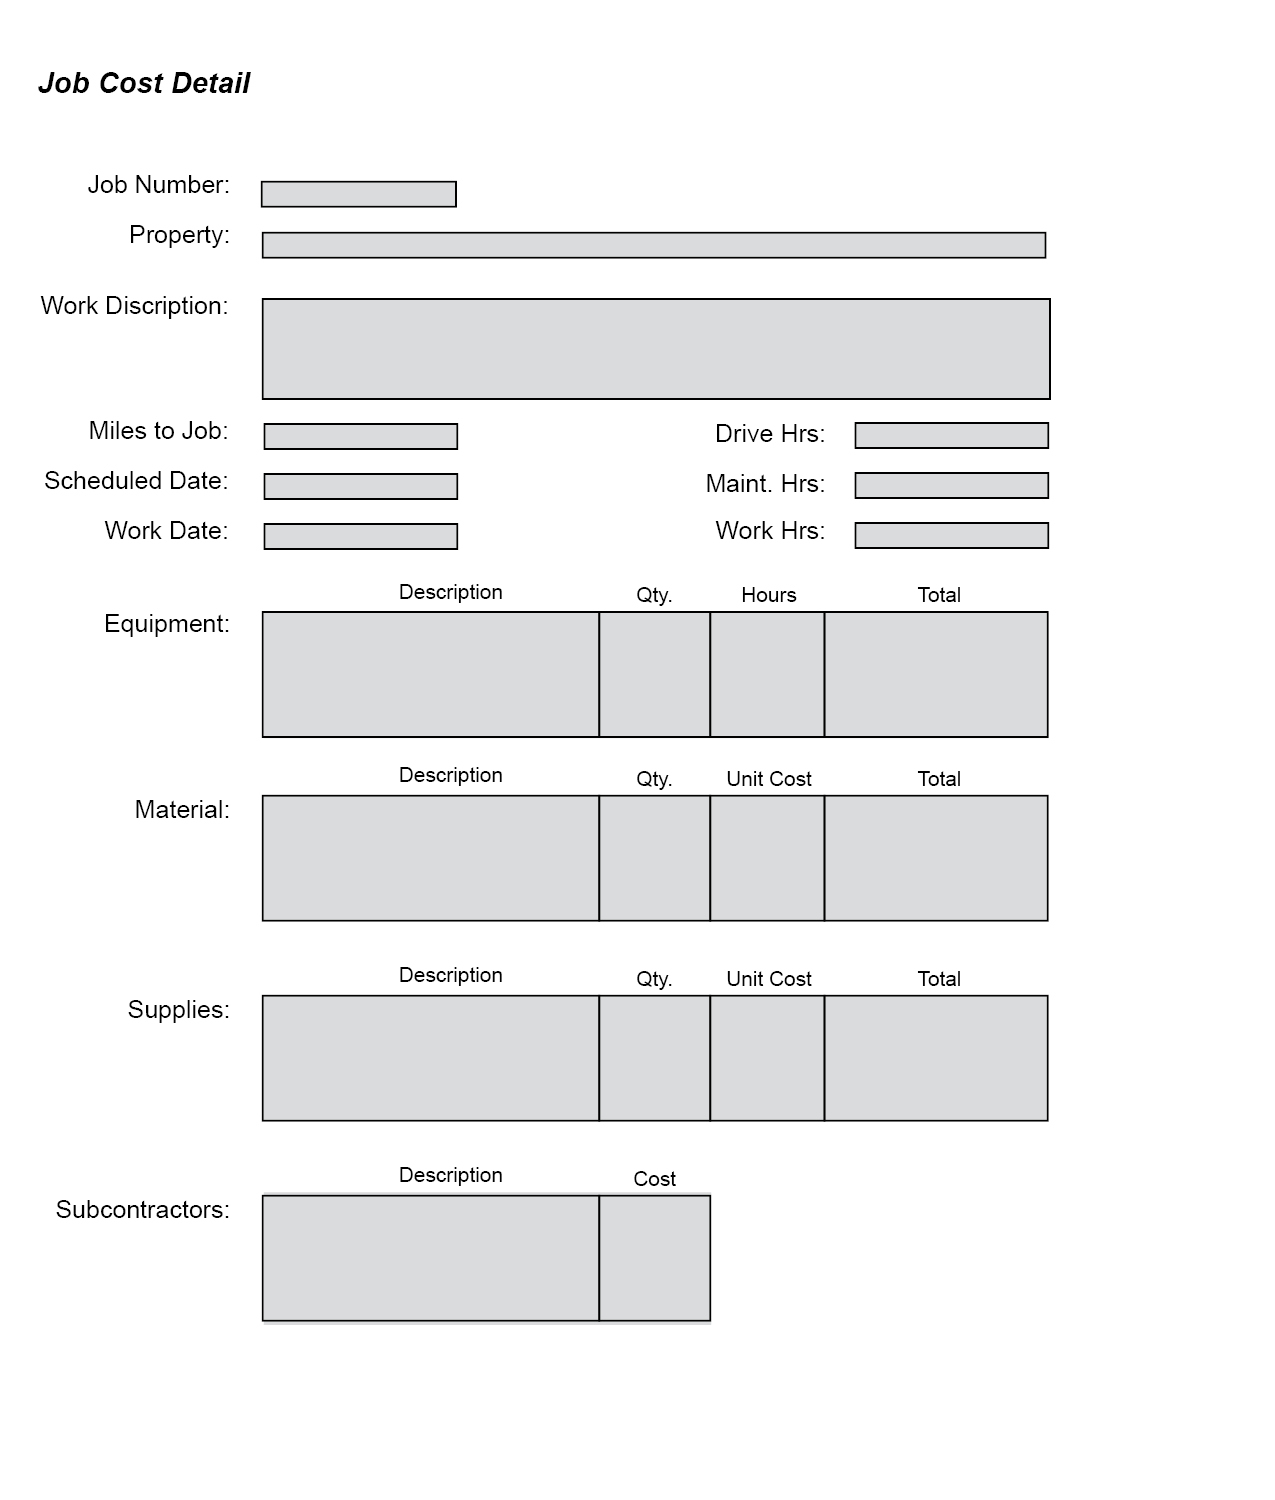 Job Cost Detail
Job Number:
Property:
Work Discription:
Miles to Job:
Drive Hrs:
Scheduled Date:
Maint. Hrs:
Work Date:
Work Hrs:
Description Qty. Hours Total
Equipment:
Description Qty. Unit Cost Total
Material:
Description Qty. Unit Cost Total
Supplies:
Description Cost
Subcontractors: